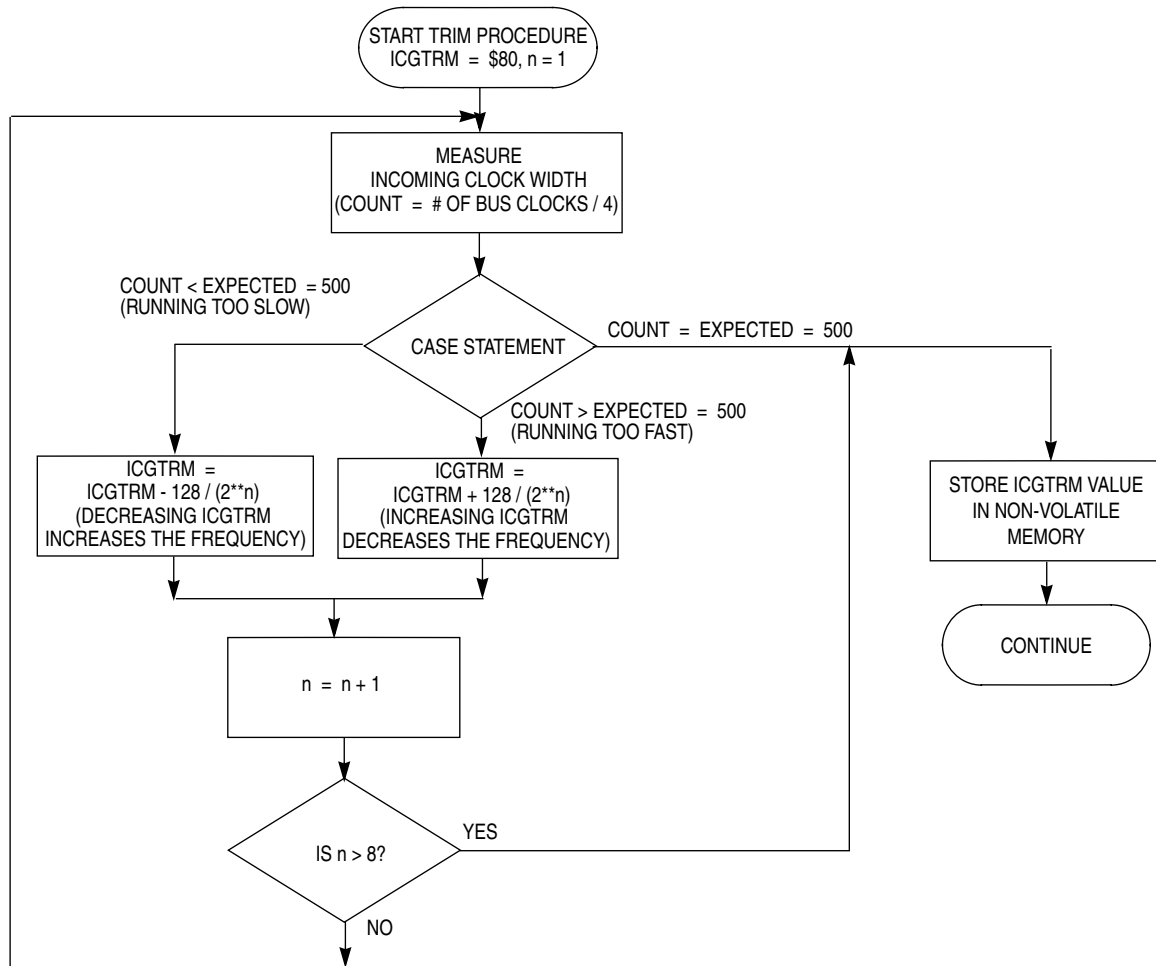 START TRIM PROCEDURE
ICGTRM = $80, n = 1
MEASURE
INCOMING CLOCK WIDTH
(COUNT = # OF BUS CLOCKS / 4)
COUNT < EXPECTED = 500
(RUNNING TOO SLOW)
CASE STATEMENT
COUNT = EXPECTED = 500
COUNT > EXPECTED = 500
(RUNNING TOO FAST)
ICGTRM =
ICGTRM - 128 / (2**n)
(DECREASING ICGTRM
INCREASES THE FREQUENCY)
ICGTRM =
ICGTRM + 128 / (2**n)
(INCREASING ICGTRM
DECREASES THE FREQUENCY)
STORE ICGTRM VALUE
IN NON-VOLATILE
MEMORY
CONTINUE
n = n + 1
IS n > 8?
YES
NO